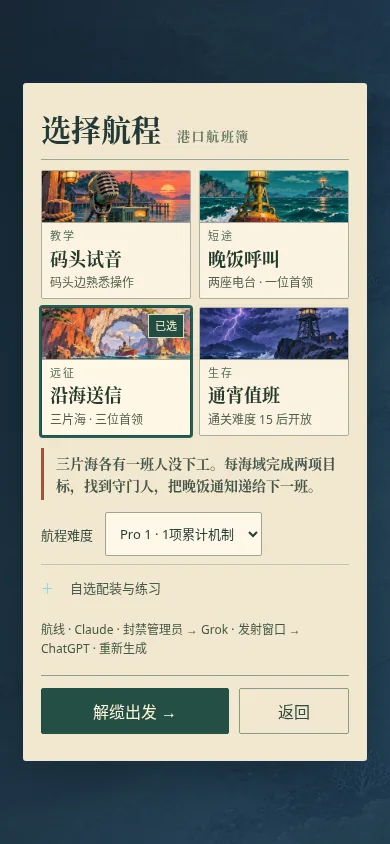 选择航程 港口航班簿
教学
码头试音
码头边熟悉操作
短途
晚饭呼叫
两座电台 · 一位首领
已选
远征
沿海送信
三片海 · 三位首领
生存
通宵值班
通关难度 15 后开放
三片海各有一班人没下工。每海域完成两项目
标，找到守门人，把晚饭通知递给下一班。
航程难度 Pro 1 · 1项累计机制
+ 自选配装与练习
航线 · Claude · 封禁管理员 → Grok · 发射窗口 →
ChatGPT · 重新生成
解缆出发 → 返回